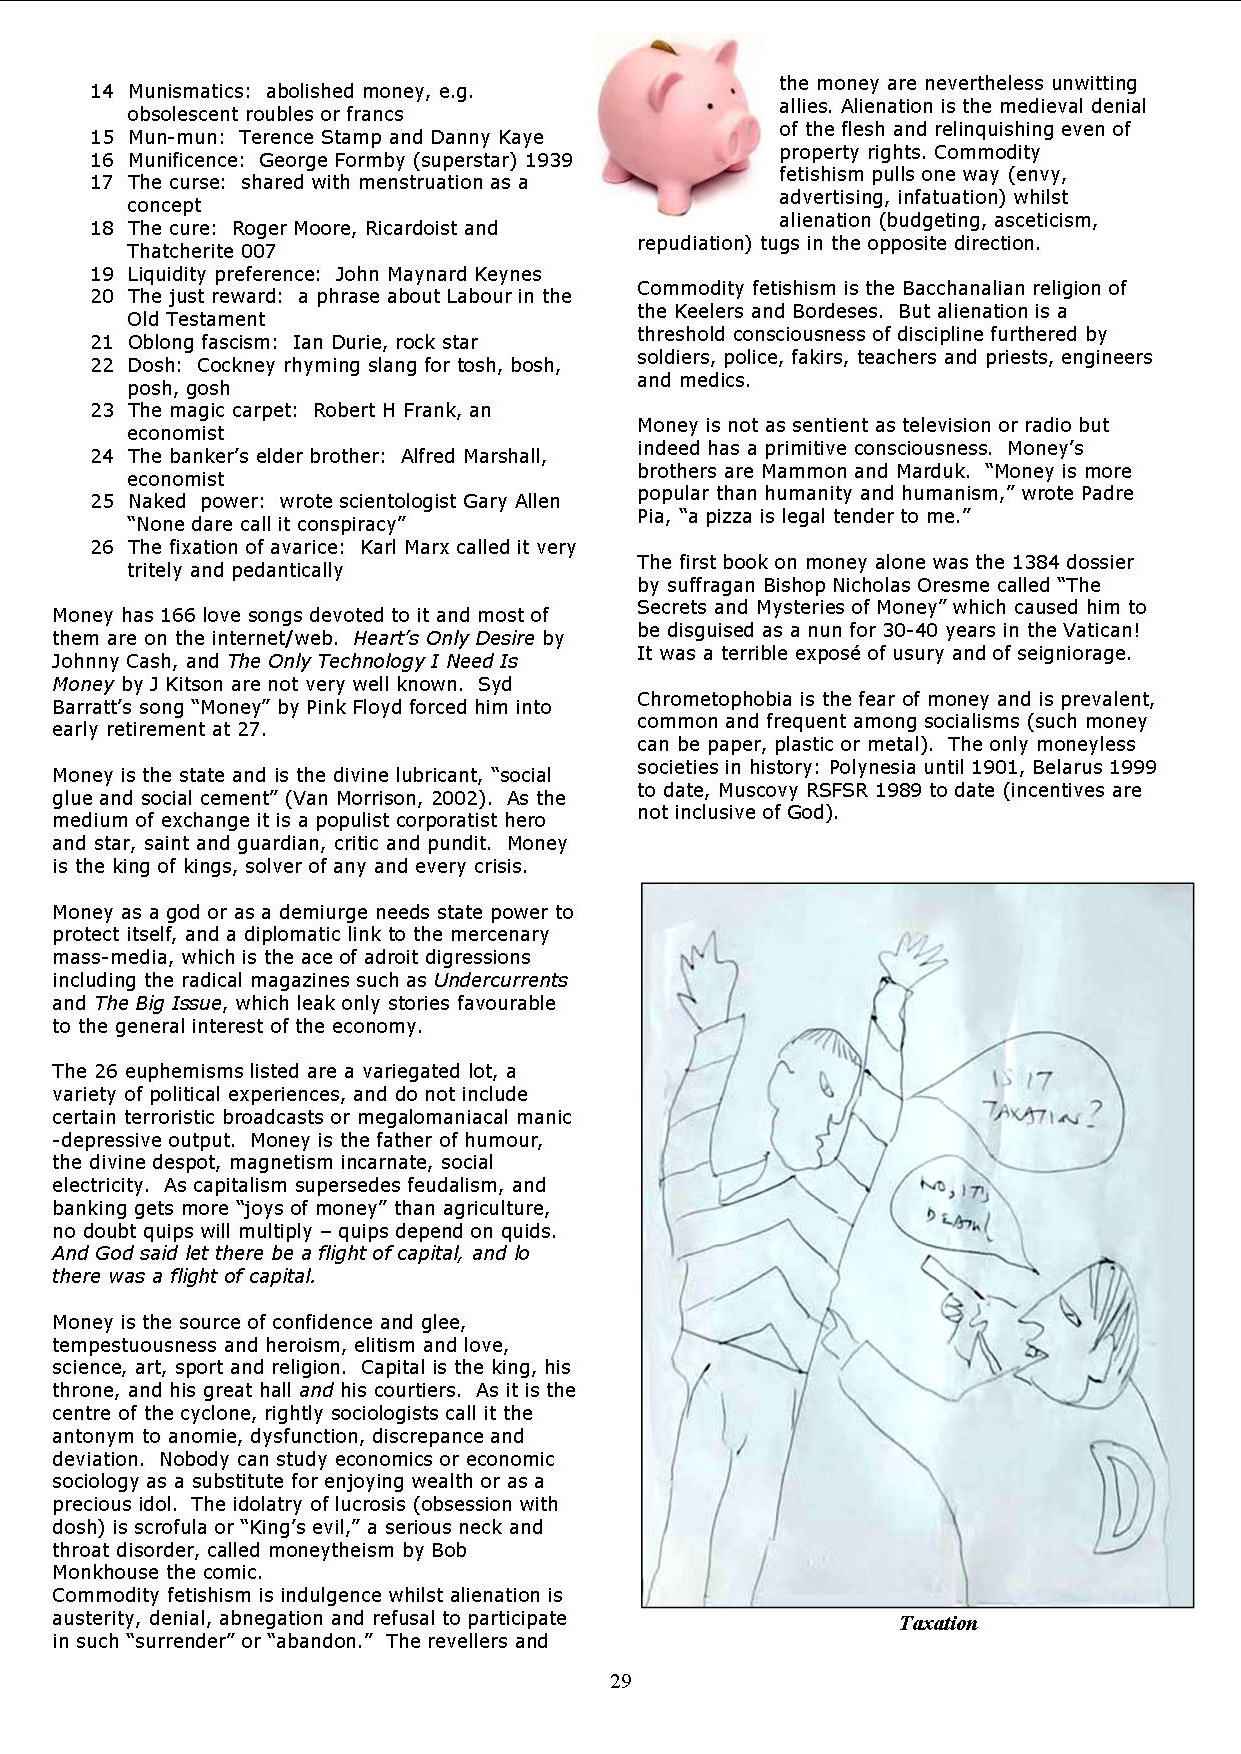 14 Munismatics: abolished money, e.g.
obsolescent roubles or francs
15 Mun-mun: Terence Stamp and Danny Kaye
16 Munificence: George Formby (superstar) 1939
17 The curse: shared with menstruation as a
concept
18 The cure: Roger Moore, Ricardoist and
Thatcherite 007
19 Liquidity preference: John Maynard Keynes
20 The just reward: a phrase about Labour in the
Old Testament
21 Oblong fascism: Ian Durie, rock star
22 Dosh: Cockney rhyming slang for tosh, bosh,
posh, gosh
23 The magic carpet: Robert H Frank, an
economist
24 The banker’s elder brother: Alfred Marshall,
economist
25 Naked power: wrote scientologist Gary Allen
“None dare call it conspiracy”
26 The fixation of avarice: Karl Marx called it very
tritely and pedantically
Money has 166 love songs devoted to it and most of
them are on the internet/web. Heart’s Only Desire by
Johnny Cash, and The Only Technology I Need Is
Money by J Kitson are not very well known. Syd
Barratt’s song “Money” by Pink Floyd forced him into
early retirement at 27.
Money is the state and is the divine lubricant, “social
glue and social cement” (Van Morrison, 2002). As the
medium of exchange it is a populist corporatist hero
and star, saint and guardian, critic and pundit. Money
is the king of kings, solver of any and every crisis.
Money as a god or as a demiurge needs state power to
protect itself, and a diplomatic link to the mercenary
mass-media, which is the ace of adroit digressions
including the radical magazines such as Undercurrents
and The Big Issue, which leak only stories favourable
to the general interest of the economy.
The 26 euphemisms listed are a variegated lot, a
variety of political experiences, and do not include
certain terroristic broadcasts or megalomaniacal manic
-depressive output. Money is the father of humour,
the divine despot, magnetism incarnate, social
electricity. As capitalism supersedes feudalism, and
banking gets more “joys of money” than agriculture,
no doubt quips will multiply – quips depend on quids.
And God said let there be a flight of capital, and lo
there was a flight of capital.
Money is the source of confidence and glee,
tempestuousness and heroism, elitism and love,
science, art, sport and religion. Capital is the king, his
throne, and his great hall and his courtiers. As it is the
centre of the cyclone, rightly sociologists call it the
antonym to anomie, dysfunction, discrepance and
deviation. Nobody can study economics or economic
sociology as a substitute for enjoying wealth or as a
precious idol. The idolatry of lucrosis (obsession with
dosh) is scrofula or “King’s evil,” a serious neck and
throat disorder, called moneytheism by Bob
Monkhouse the comic.
Commodity fetishism is indulgence whilst alienation is
austerity, denial, abnegation and refusal to participate
in such “surrender” or “abandon.” The revellers and
the money are nevertheless unwitting
allies. Alienation is the medieval denial
of the flesh and relinquishing even of
property rights. Commodity
fetishism pulls one way (envy,
advertising, infatuation) whilst
alienation (budgeting, asceticism,
repudiation) tugs in the opposite direction.
Commodity fetishism is the Bacchanalian religion of
the Keelers and Bordeses. But alienation is a
threshold consciousness of discipline furthered by
soldiers, police, fakirs, teachers and priests, engineers
and medics.
Money is not as sentient as television or radio but
indeed has a primitive consciousness. Money’s
brothers are Mammon and Marduk. “Money is more
popular than humanity and humanism,” wrote Padre
Pia, “a pizza is legal tender to me.”
The first book on money alone was the 1384 dossier
by suffragan Bishop Nicholas Oresme called “The
Secrets and Mysteries of Money” which caused him to
be disguised as a nun for 30-40 years in the Vatican!
It was a terrible exposé of usury and of seigniorage.
Chrometophobia is the fear of money and is prevalent,
common and frequent among socialisms (such money
can be paper, plastic or metal). The only moneyless
societies in history: Polynesia until 1901, Belarus 1999
to date, Muscovy RSFSR 1989 to date (incentives are
not inclusive of God).
IS IT
TAXATION?
NO, IT'S
DEATH!
D
Taxation
29